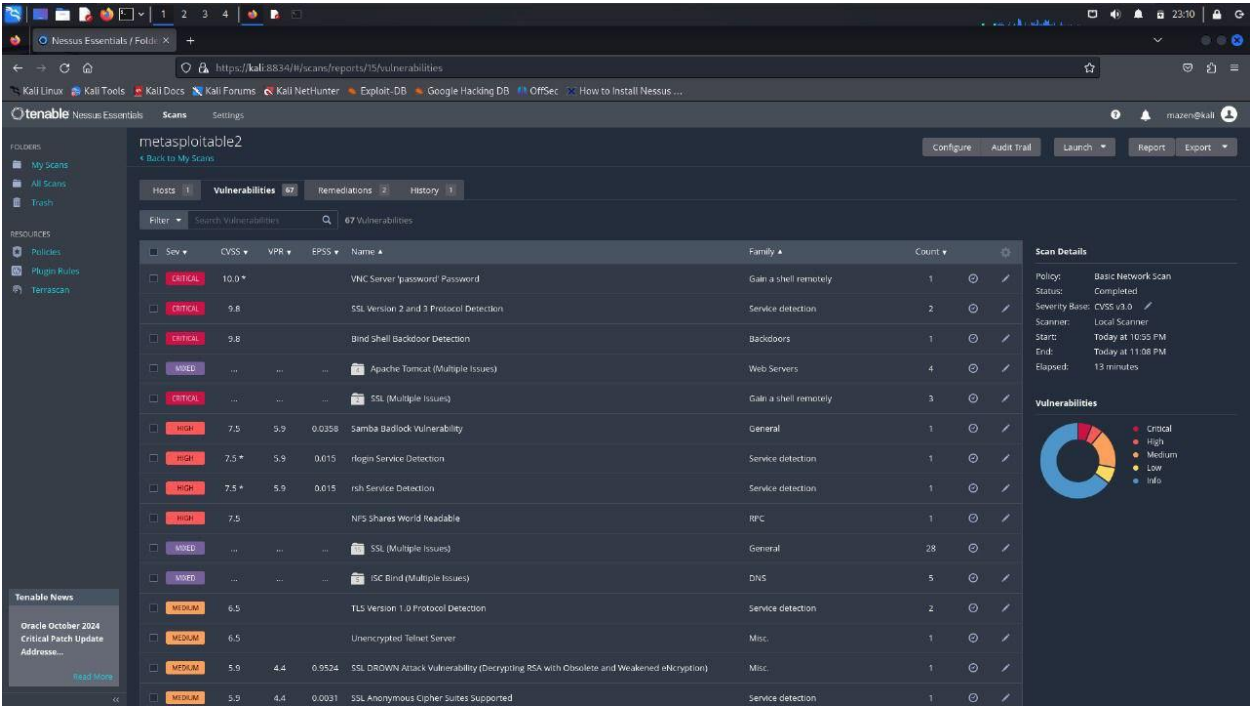 1 2 3 4 23:10
Nessus Essentials / Folde
https://kali:8834/#/scans/reports/15/vulnerabilities
Kali Linux Kali Tools Kali Docs Kali Forums Kali NetHunter Exploit-DB Google Hacking DB OffSec How to Install Nessus ...
tenable Nessus Essentials Scans Settings mazen@kali
FOLDERS
My Scans
All Scans
Trash
RESOURCES
Policies
Plugin Rules
Terrascan
Tenable News
Oracle October 2024
Critical Patch Update
Addresse...
Read More
metasploitable2
< Back to My Scans
Configure Audit Trail Launch Report Export
Hosts 1 Vulnerabilities 67 Remediations 2 History 1
Filter Search Vulnerabilities 67 Vulnerabilities
Sev CVSS VPR EPSS Name Family Count
CRITICAL 10.0 * VNC Server 'password' Password Gain a shell remotely 1
CRITICAL 9.8 SSL Version 2 and 3 Protocol Detection Service detection 2
CRITICAL 9.8 Bind Shell Backdoor Detection Backdoors 1
MIXED ... ... ... 4 Apache Tomcat (Multiple Issues) Web Servers 4
CRITICAL ... ... ... 2 SSL (Multiple Issues) Gain a shell remotely 3
HIGH 7.5 5.9 0.0358 Samba Badlock Vulnerability General 1
HIGH 7.5 * 5.9 0.015 rlogin Service Detection Service detection 1
HIGH 7.5 * 5.9 0.015 rsh Service Detection Service detection 1
HIGH 7.5 NFS Shares World Readable RPC 1
MIXED ... ... ... SSL (Multiple Issues) General 28
MIXED ... ... ... 5 ISC Bind (Multiple Issues) DNS 5
MEDIUM 6.5 TLS Version 1.0 Protocol Detection Service detection 2
MEDIUM 6.5 Unencrypted Telnet Server Misc. 1
MEDIUM 5.9 4.4 0.9524 SSL DROWN Attack Vulnerability (Decrypting RSA with Obsolete and Weakened eNcryption) Misc. 1
MEDIUM 5.9 4.4 0.0031 SSL Anonymous Cipher Suites Supported Service detection 1
Scan Details
Policy: Basic Network Scan
Status: Completed
Severity Base: CVSS v3.0
Scanner: Local Scanner
Start: Today at 10:55 PM
End: Today at 11:08 PM
Elapsed: 13 minutes
Vulnerabilities
Critical
High
Medium
Low
Info